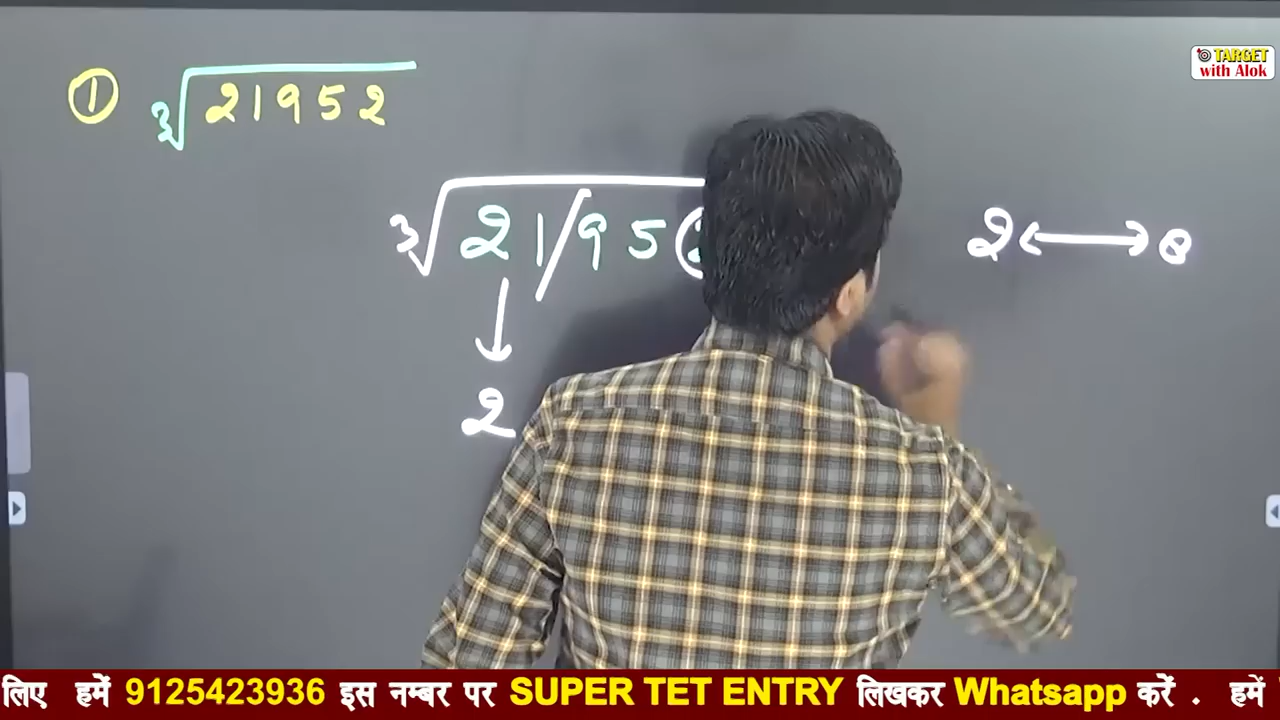 TARGET
with Alok
① ∛21952
∛21/952
2 ↔ 8
↓
2
लिए हमें 9125423936 इस नम्बर पर SUPER TET ENTRY लिखकर Whatsapp करें . हमें